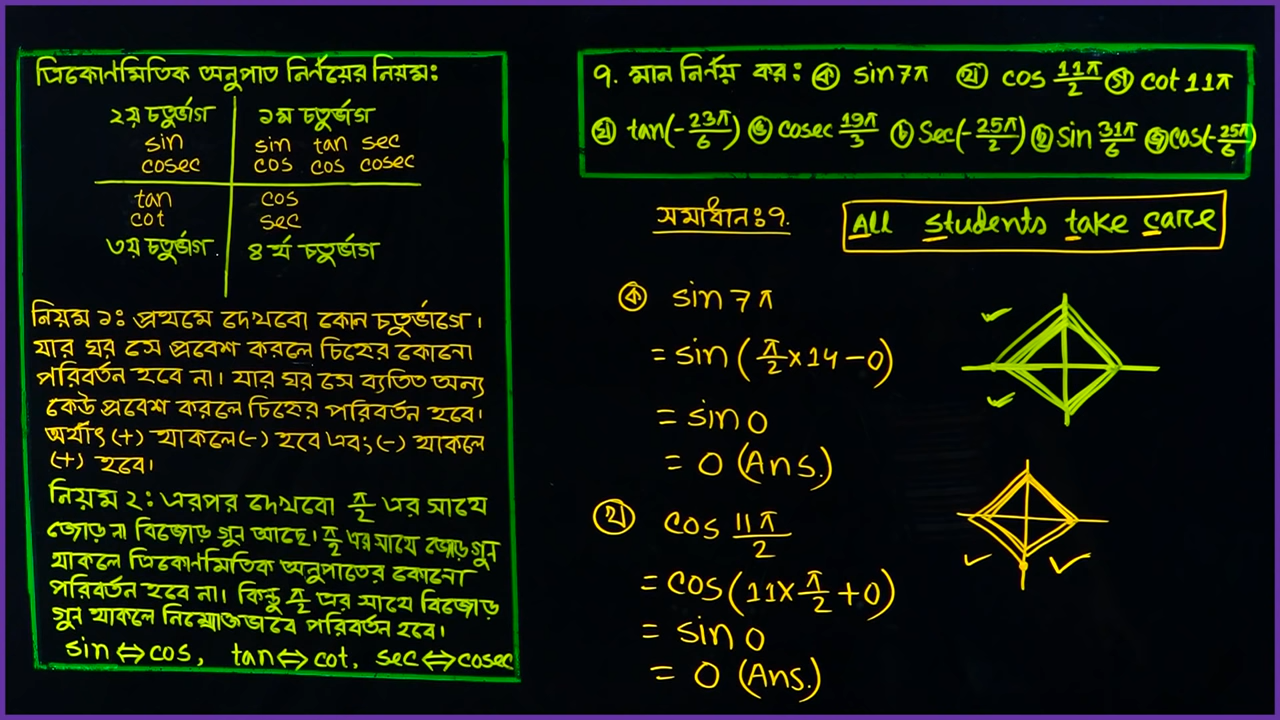 ত্রিকোণমিতিক অনুপাত নির্ণয়ের নিয়ম:
২য় চতুর্ভাগ ১ম চতুর্ভাগ
sin sin tan sec
cosec cos cos cosec
tan cos
cot sec
৩য় চতুর্ভাগ. ৪র্থ চতুর্ভাগ
নিয়ম ১: প্রথমে দেখবো কোন চতুর্ভাগে।
যার ঘর সে প্রবেশ করলে চিহ্নের কোনো
পরিবর্তন হবে না। যার ঘর সে ব্যতিত অন্য
কেউ প্রবেশ করলে চিহ্নের পরিবর্তন হবে।
অর্থাৎ (+) থাকলে (-) হবে এবং (-) থাকলে
(+) হবে।
নিয়ম ২: এরপর দেখবো π/2 এর সাথে
জোড় না বিজোড় গুন আছে। π/2 এর সাথে জোড় গুন
থাকলে ত্রিকোণমিতিক অনুপাতের কোনো
পরিবর্তন হবে না। কিন্তু π/2 এর সাথে বিজোড়
গুন থাকলে নিম্মোক্তভাবে পরিবর্তন হবে।
sin⇔cos, tan⇔cot, sec⇔cosec
৭. মান নির্ণয় কর: ক sin7π খ cos 11π/2 গ cot 11π
ঘ tan(-23π/6) ঙ cosec 19π/3 চ Sec(-25π/2) ছ sin 31π/6 জ cos(-25π/6)
সমাধান: ৭.
All students take care
ক sin 7π
= sin (π/2 × 14 - 0)
= sin 0
= 0 (Ans.)
খ cos 11π/2
= cos (11 × π/2 + 0)
= sin 0
= 0 (Ans.)